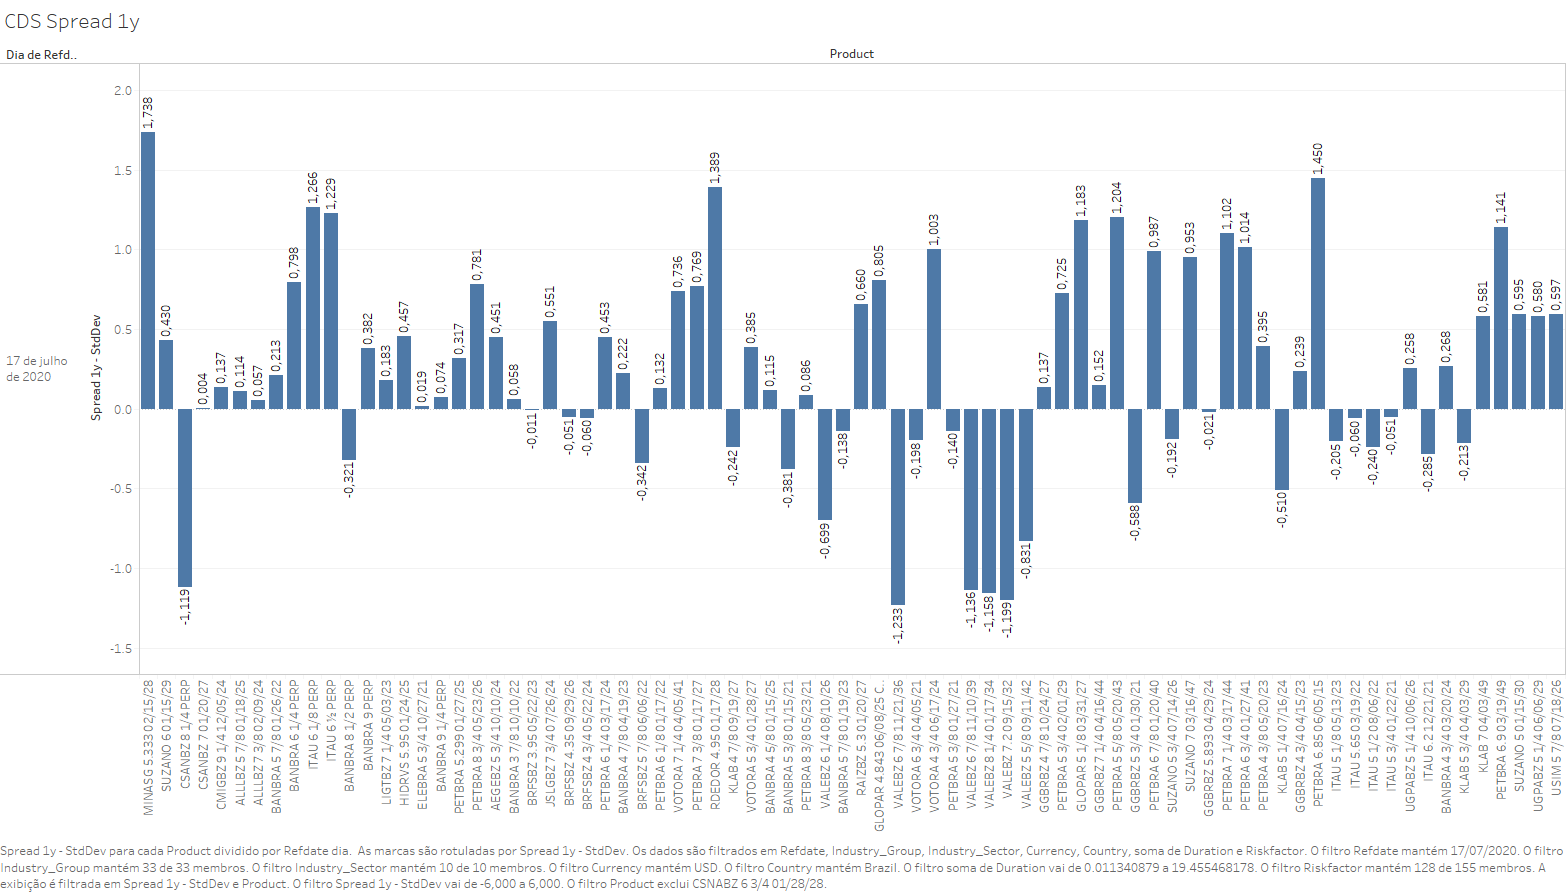 CDS Spread 1y
Dia de Refd..
Product
17 de julho
de 2020
Spread 1y - StdDev
2.0
1.5
1.0
0.5
0.0
-0.5
-1.0
-1.5
1,738
0,430
-1,119
0,004
0,137
0,114
0,057
0,213
0,798
1,266
1,229
-0,321
0,382
0,183
0,457
0,019
0,074
0,317
0,781
0,451
0,058
-0,011
0,551
-0,051
-0,060
0,453
0,222
-0,342
0,132
0,736
0,769
1,389
-0,242
0,385
0,115
-0,381
0,086
-0,699
-0,138
0,660
0,805
-1,233
-0,198
1,003
-0,140
-1,136
-1,158
-1,199
-0,831
0,137
0,725
1,183
0,152
1,204
-0,588
0,987
-0,192
0,953
-0,021
1,102
1,014
0,395
-0,510
0,239
1,450
-0,205
-0,060
-0,240
-0,051
0,258
-0,285
0,268
-0,213
0,581
1,141
0,595
0,580
0,597
MINASG 5.333 02/15/28
SUZANO 6 01/15/29
CSANBZ 8 1/4 PERP
CSANBZ 7 01/20/27
CMIGBZ9 1/4 12/05/24
ALLLBZ 5 7/8 01/18/25
ALLLBZ7 3/8 02/09/24
BANBRA 5 7/8 01/26/22
BANBRA 6 1/4 PERP
ITAU 6 1/8 PERP
ITAU 6 ½ PERP
BANBRA 8 1/2 PERP
BANBRA 9 PERP
LIGTBZ 7 1/4 05/03/23
HIDRVS 5.95 01/24/25
ELEBRA 5 3/4 10/27/21
BANBRA 9 1/4 PERP
PETBRA 5.299 01/27/25
PETBRA 8 3/4 05/23/26
AEGEBZ 5 3/4 10/10/24
BANBRA 3 7/8 10/10/22
BRFSBZ 3.95 05/22/23
JSLGBZ 7 3/4 07/26/24
BRFSBZ 4.35 09/29/26
BRFSBZ4 3/4 05/22/24
PETBRA 6 1/4 03/17/24
BANBRA 4 7/8 04/19/23
BRFSBZ 5 7/8 06/06/22
PETBRA 6 1/8 01/17/22
VOTORA 7 1/4 04/05/41
PETBRA 7 3/8 01/17/27
RDEDOR 4.95 01/17/28
KLAB 4 7/8 09/19/27
VOTORA 5 3/4 01/28/27
BANBRA 4 5/8 01/15/25
BANBRA 5 3/8 01/15/21
PETBRA 8 3/8 05/23/21
VALEBZ 6 1/4 08/10/26
BANBRA 5 7/8 01/19/23
RAIZBZ 5.3 01/20/27
GLOPAR 4.843 06/08/25 C..
VALEBZ6 7/8 11/21/36
VOTORA 6 3/4 04/05/21
VOTORA4 3/4 06/17/24
PETBRA 5 3/8 01/27/21
VALEBZ6 7/8 11/10/39
VALEBZ 8 1/4 01/17/34
VALEBZ 7.2 09/15/32
VALEBZ 5 5/8 09/11/42
GGBRBZ4 7/8 10/24/27
PETBRA 5 3/4 02/01/29
GLOPAR5 1/8 03/31/27
GGBRBZ 7 1/4 04/16/44
PETBRA 5 5/8 05/20/43
GGBRBZ 5 3/4 01/30/21
PETBRA 6 7/8 01/20/40
SUZANO 5 3/4 07/14/26
SUZANO 7 03/16/47
GGBRBZ 5.893 04/29/24
PETBRA 7 1/4 03/17/44
PETBRA 6 3/4 01/27/41
PETBRA4 3/8 05/20/23
KLAB 5 1/4 07/16/24
GGBRBZ4 3/4 04/15/23
PETBRA 6.85 06/05/15
ITAU 5 1/8 05/13/23
ITAU 5.65 03/19/22
ITAU 5 1/2 08/06/22
ITAU 5 3/4 01/22/21
UGPABZ 5 1/4 10/06/26
ITAU 6.2 12/21/21
BANBRA4 3/4 03/20/24
KLAB 5 3/4 04/03/29
KLAB 7 04/03/49
PETBRA 6.9 03/19/49
SUZANO 5 01/15/30
UGPABZ 5 1/4 06/06/29
USIM 5 7/8 07/18/26
Spread 1y - StdDev para cada Product dividido por Refdate dia.  As marcas são rotuladas por Spread 1y - StdDev. Os dados são filtrados em Refdate, Industry_Group, Industry_Sector, Currency, Country, soma de Duration e Riskfactor. O filtro Refdate mantém 17/07/2020. O filtro
Industry_Group mantém 33 de 33 membros. O filtro Industry_Sector mantém 10 de 10 membros. O filtro Currency mantém USD. O filtro Country mantém Brazil. O filtro soma de Duration vai de 0.011340879 a 19.455468178. O filtro Riskfactor mantém 128 de 155 membros. A
exibição é filtrada em Spread 1y - StdDev e Product. O filtro Spread 1y - StdDev vai de -6,000 a 6,000. O filtro Product exclui CSNABZ 6 3/4 01/28/28.